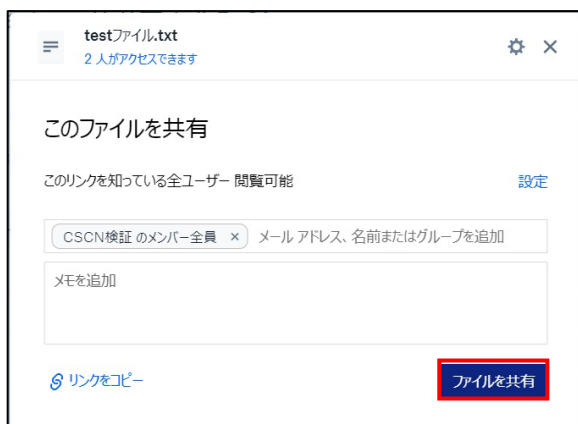 testファイル.txt
2 人がアクセスできます
このファイルを共有
このリンクを知っている全ユーザー 閲覧可能 設定
CSCN検証 のメンバー全員 × メール アドレス、名前またはグループを追加
メモを追加
リンクをコピー ファイルを共有